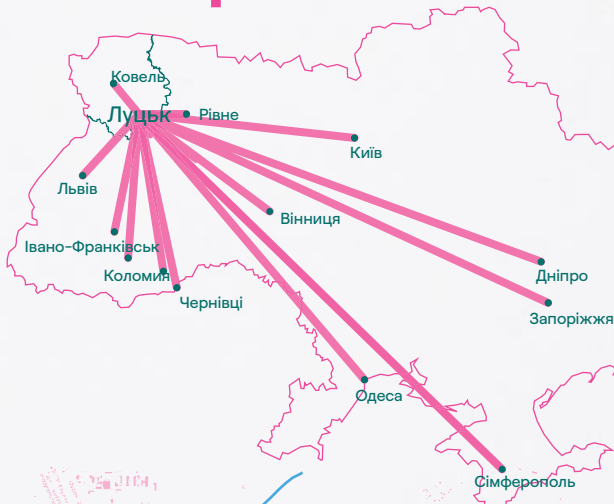 Ковель
Луцьк
Рівне
Київ
Львів
Вінниця
Івано-Франківськ
Коломия
Дніпро
Чернівці
Запоріжжя
Одеса
Сімферополь